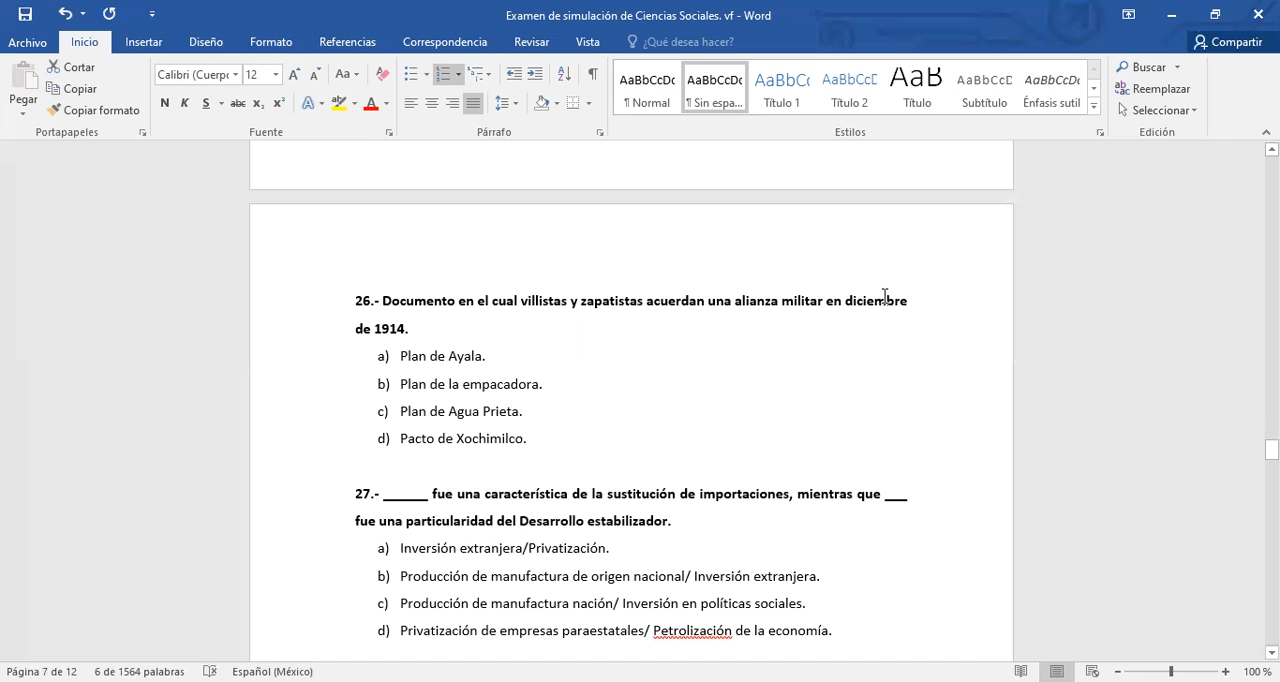 Examen de simulación de Ciencias Sociales. vf - Word
Archivo Inicio Insertar Diseño Formato Referencias Correspondencia Revisar Vista ¿Qué desea hacer? Compartir
Pegar
Cortar
Copiar
Copiar formato
Portapapeles
Calibri (Cuerpo 12
Fuente
Párrafo
AaBbCcDc AaBbCcDc AaBbCc AaBbCcD AaB AaBbCcD AaBbCcDc
¶ Normal ¶ Sin espa... Título 1 Título 2 Título Subtítulo Énfasis sutil
Estilos
Buscar
Reemplazar
Seleccionar
Edición
26.- Documento en el cual villistas y zapatistas acuerdan una alianza militar en diciembre
de 1914.
a) Plan de Ayala.
b) Plan de la empacadora.
c) Plan de Agua Prieta.
d) Pacto de Xochimilco.
27.- ______ fue una característica de la sustitución de importaciones, mientras que ___
fue una particularidad del Desarrollo estabilizador.
a) Inversión extranjera/Privatización.
b) Producción de manufactura de origen nacional/ Inversión extranjera.
c) Producción de manufactura nación/ Inversión en políticas sociales.
d) Privatización de empresas paraestatales/ Petrolización de la economía.
Página 7 de 12 6 de 1564 palabras Español (México) 100 %